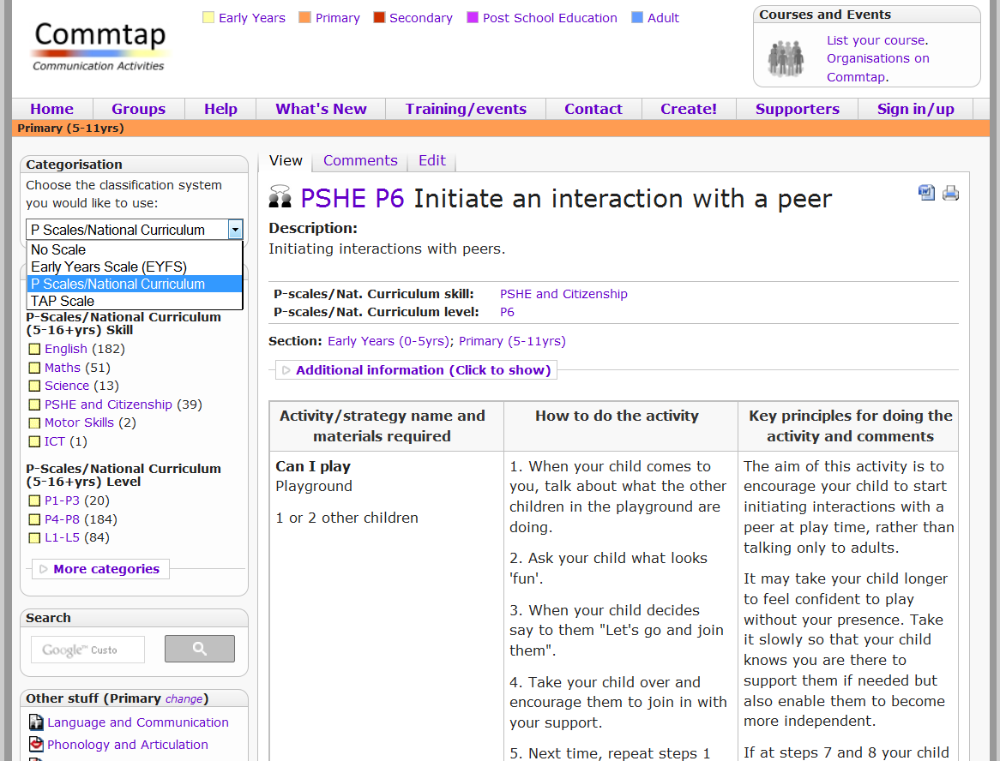 Commtap
Communication Activities
Early Years Primary Secondary Post School Education Adult
Courses and Events
List your course.
Organisations on
Commtap.
Home Groups Help What's New Training/events Contact Create! Supporters Sign in/up
Primary (5-11yrs)
Categorisation
Choose the classification system
you would like to use:
P Scales/National Curriculum
No Scale
Early Years Scale (EYFS)
P Scales/National Curriculum
TAP Scale
P-Scales/National Curriculum
(5-16+yrs) Skill
English (182)
Maths (51)
Science (13)
PSHE and Citizenship (39)
Motor Skills (2)
ICT (1)
P-Scales/National Curriculum
(5-16+yrs) Level
P1-P3 (20)
P4-P8 (184)
L1-L5 (84)
More categories
Search
Google™ Custo
Other stuff (Primary change)
Language and Communication
Phonology and Articulation
View Comments Edit
PSHE P6 Initiate an interaction with a peer
Description:
Initiating interactions with peers.
P-scales/Nat. Curriculum skill: PSHE and Citizenship
P-scales/Nat. Curriculum level: P6
Section: Early Years (0-5yrs); Primary (5-11yrs)
Additional information (Click to show)
Activity/strategy name and
materials required
How to do the activity
Key principles for doing the
activity and comments
Can I play
Playground
1 or 2 other children
1. When your child comes to
you, talk about what the other
children in the playground are
doing.
2. Ask your child what looks
'fun'.
3. When your child decides
say to them "Let's go and join
them".
4. Take your child over and
encourage them to join in with
your support.
5. Next time, repeat steps 1
The aim of this activity is to
encourage your child to start
initiating interactions with a
peer at play time, rather than
talking only to adults.
It may take your child longer
to feel confident to play
without your presence. Take
it slowly so that your child
knows you are there to
support them if needed but
also enable them to become
more independent.
If at steps 7 and 8 your child